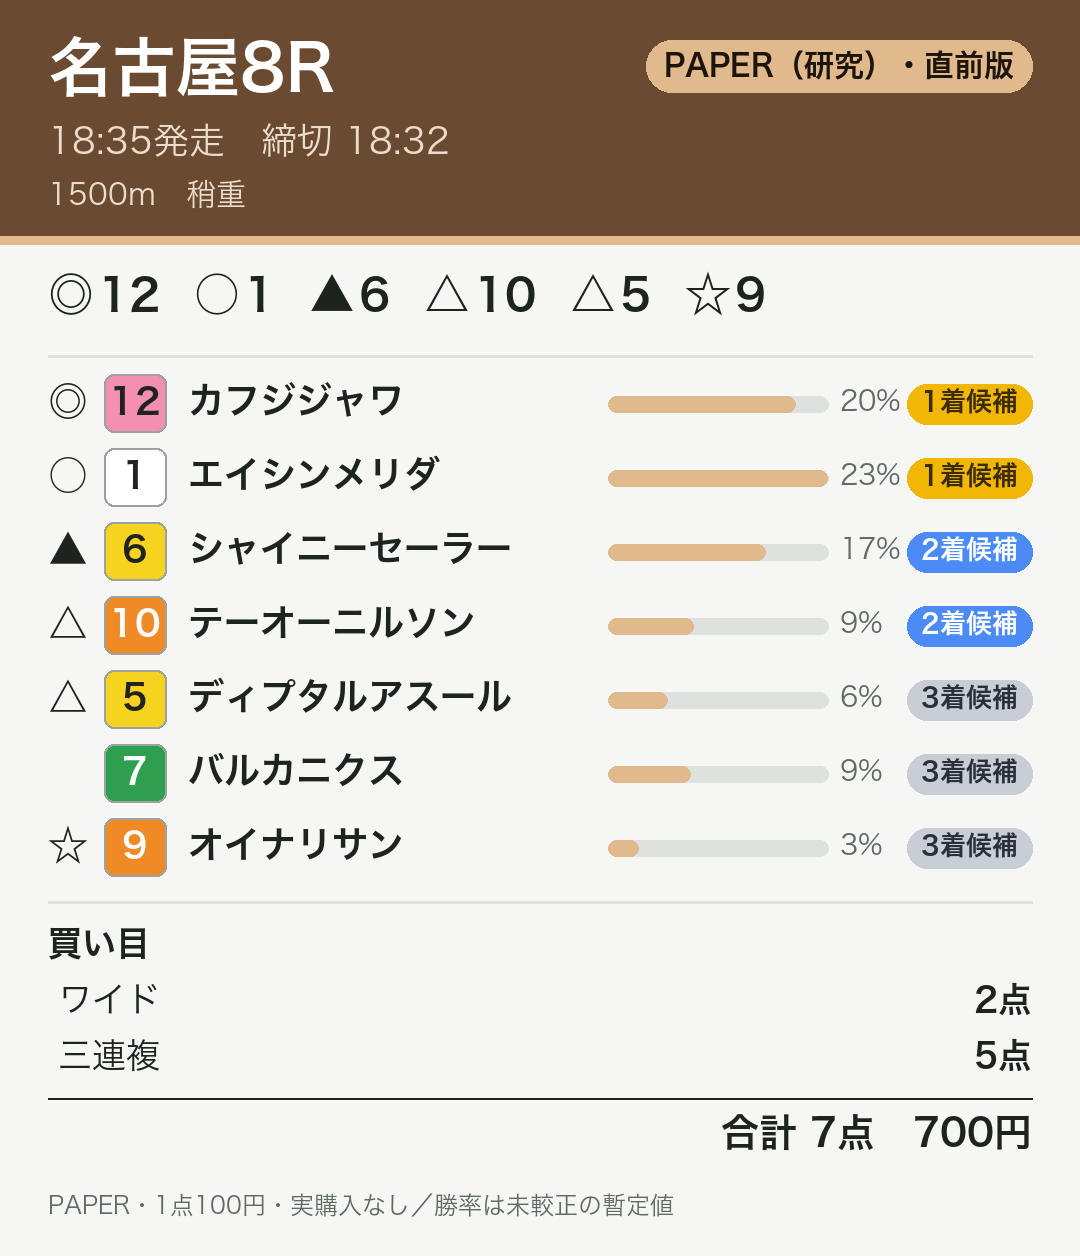 名古屋8R
PAPER（研究）・直前版
18:35発走　締切 18:32
1500m　稍重
◎12 ○1 ▲6 △10 △5 ☆9
◎ 12 カフジジャワ 20% 1着候補
○ 1 エイシンメリダ 23% 1着候補
▲ 6 シャイニーセーラー 17% 2着候補
△ 10 テーオーニルソン 9% 2着候補
△ 5 ディプタルアスール 6% 3着候補
7 バルカニクス 9% 3着候補
☆ 9 オイナリサン 3% 3着候補
買い目
ワイド 2点
三連複 5点
合計 7点　700円
PAPER・1点100円・実購入なし／勝率は未較正の暫定値